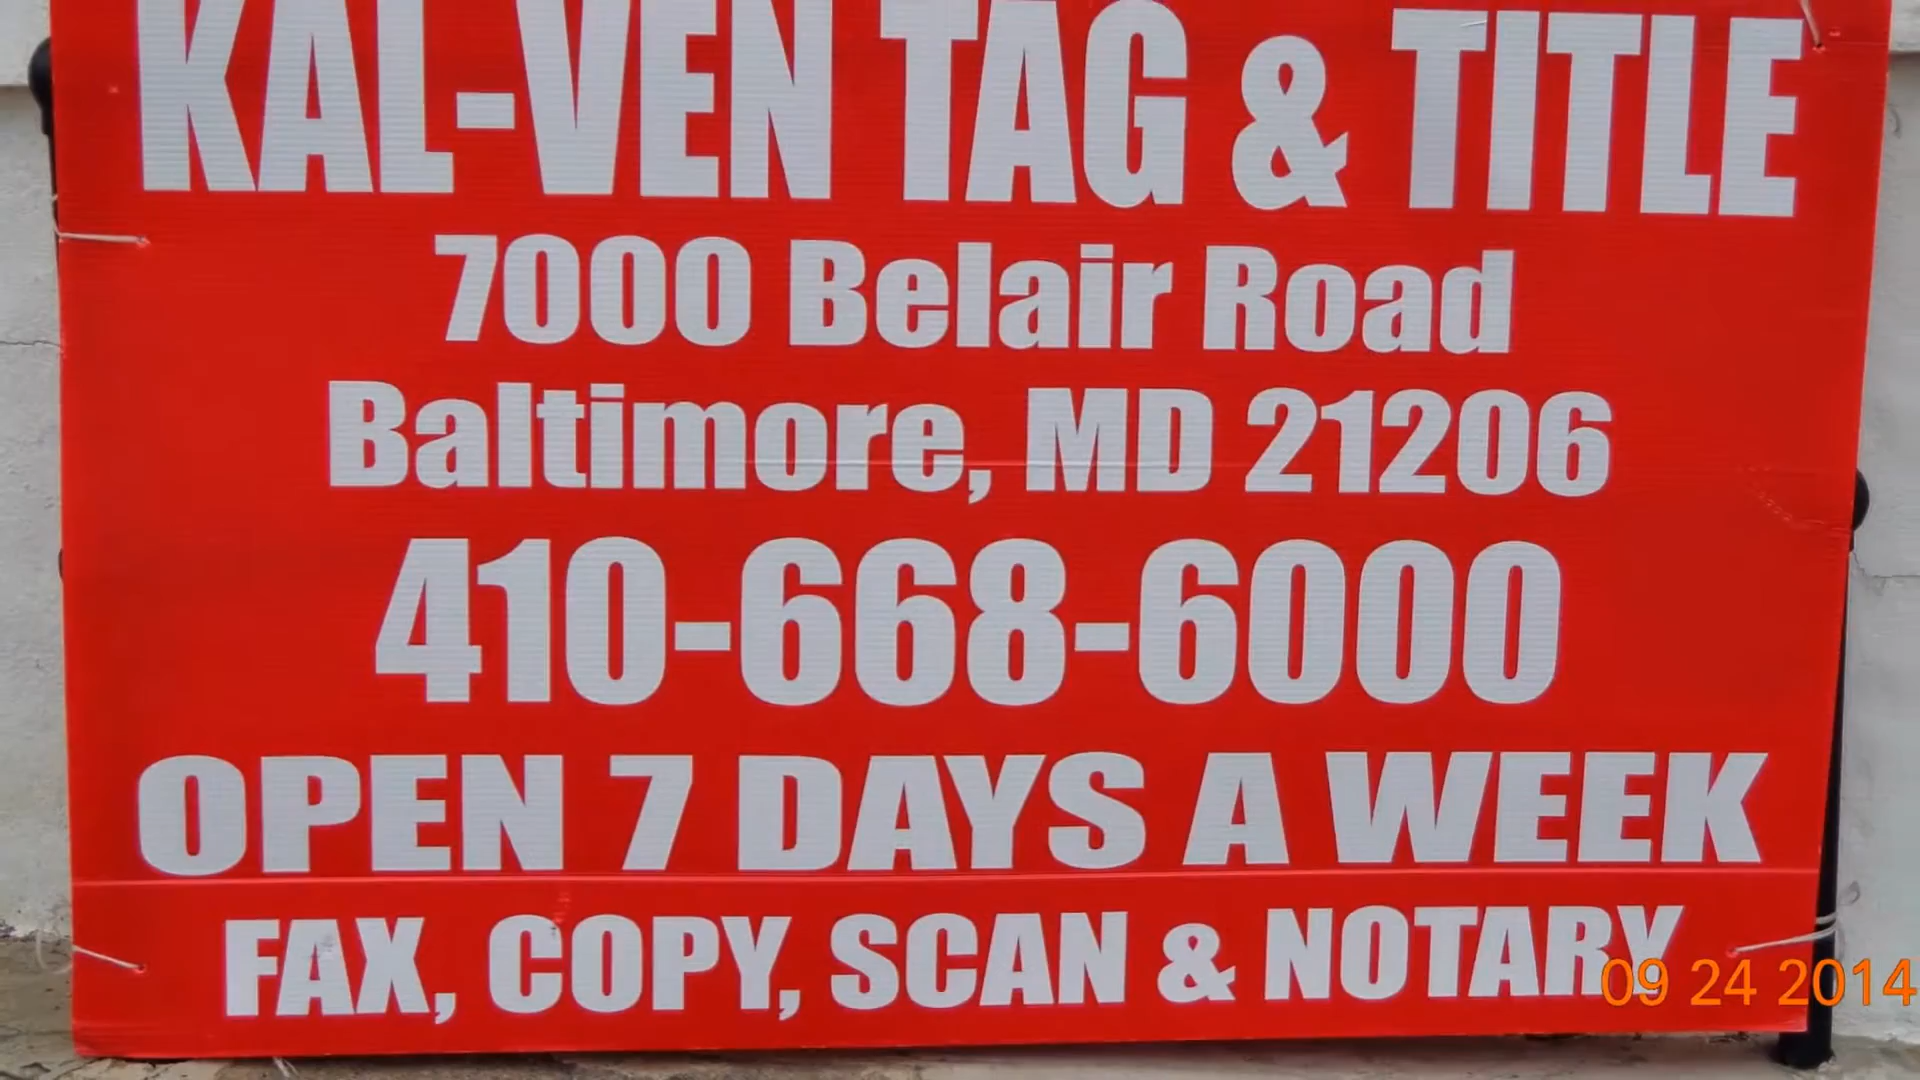 KAL-VEN TAG & TITLE
7000 Belair Road
Baltimore, MD 21206
410-668-6000
OPEN 7 DAYS A WEEK
FAX, COPY, SCAN & NOTARY
09 24 2014